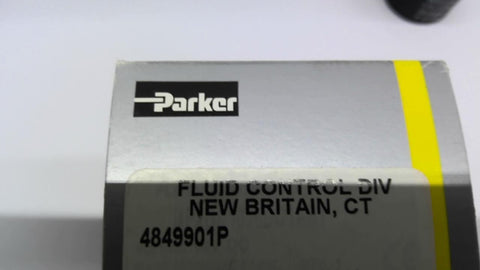 Parker
FLUID CONTROL DIV
NEW BRITAIN, CT
4849901P